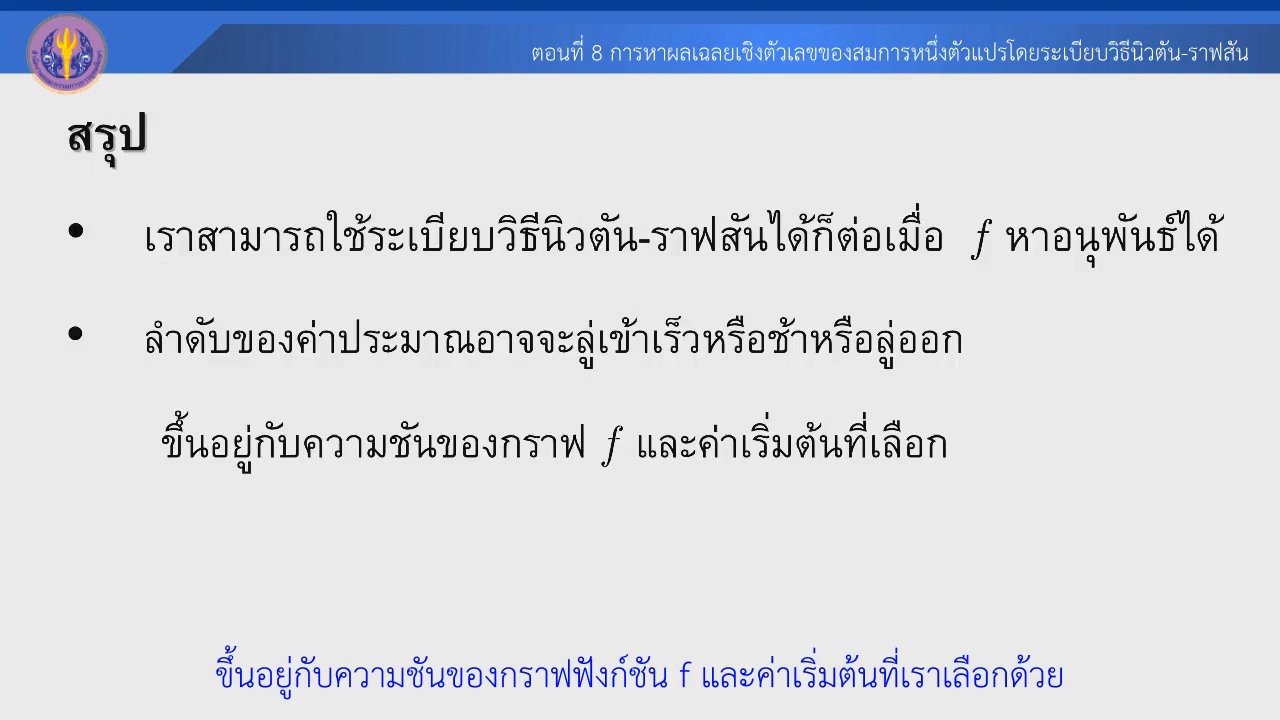 ตอนที่ 8 การหาผลเฉลยเชิงตัวเลขของสมการหนึ่งตัวแปรโดยระเบียบวิธีนิวตัน-ราฟสัน
สรุป
• เราสามารถใช้ระเบียบวิธีนิวตัน-ราฟสันได้ก็ต่อเมื่อ f หาอนุพันธ์ได้
• ลำดับของค่าประมาณอาจจะลู่เข้าเร็วหรือช้าหรือลู่ออก
ขึ้นอยู่กับความชันของกราฟ f และค่าเริ่มต้นที่เลือก
ขึ้นอยู่กับความชันของกราฟฟังก์ชัน f และค่าเริ่มต้นที่เราเลือกด้วย